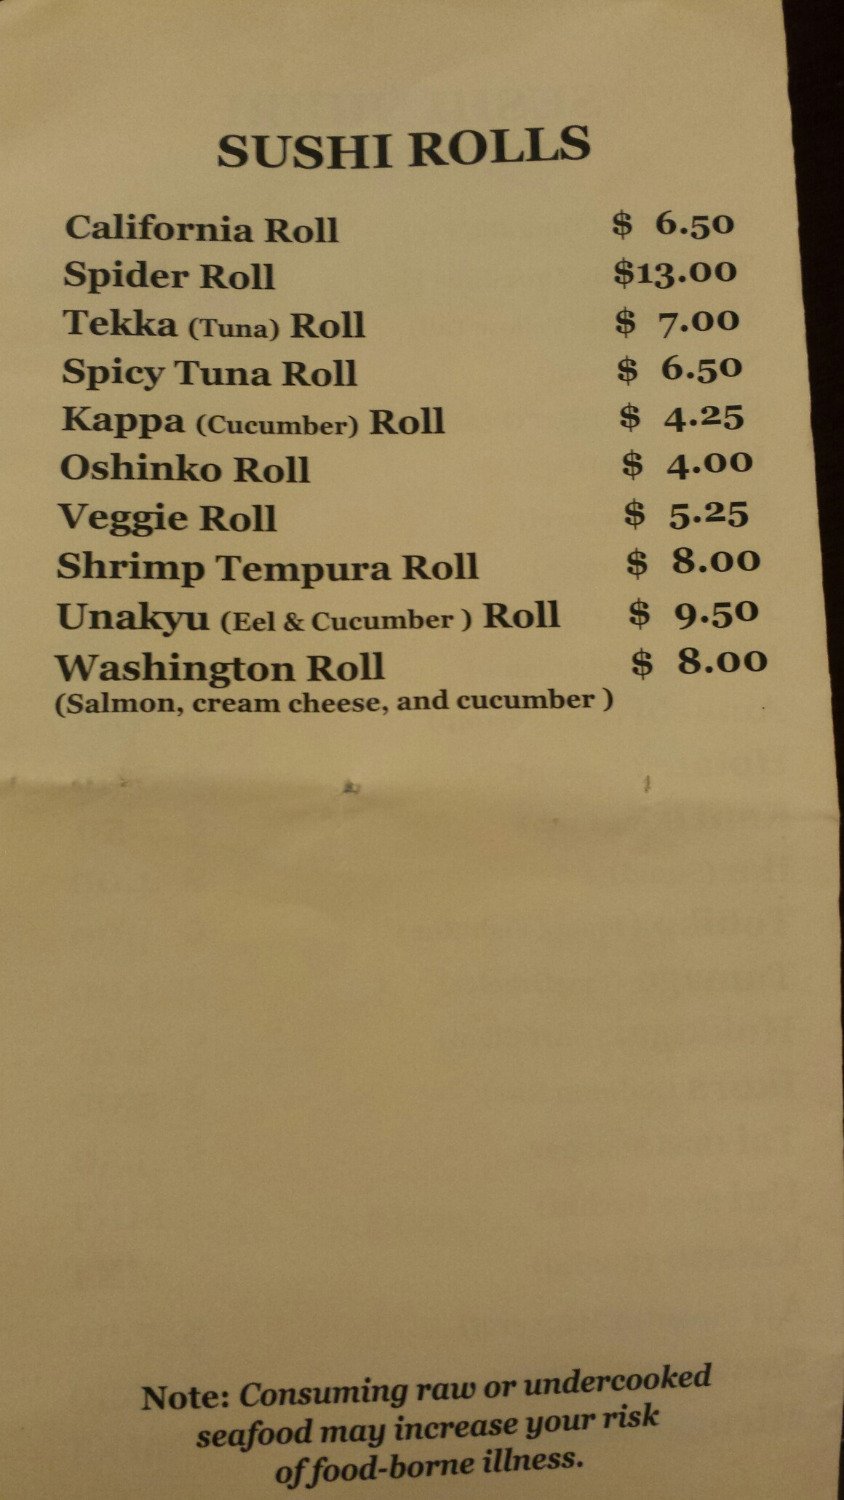 SUSHI ROLLS
California Roll $ 6.50
Spider Roll $13.00
Tekka (Tuna) Roll $ 7.00
Spicy Tuna Roll $ 6.50
Kappa (Cucumber) Roll $ 4.25
Oshinko Roll $ 4.00
Veggie Roll $ 5.25
Shrimp Tempura Roll $ 8.00
Unakyu (Eel & Cucumber ) Roll $ 9.50
Washington Roll $ 8.00
(Salmon, cream cheese, and cucumber )
Note: Consuming raw or undercooked
seafood may increase your risk
of food-borne illness.